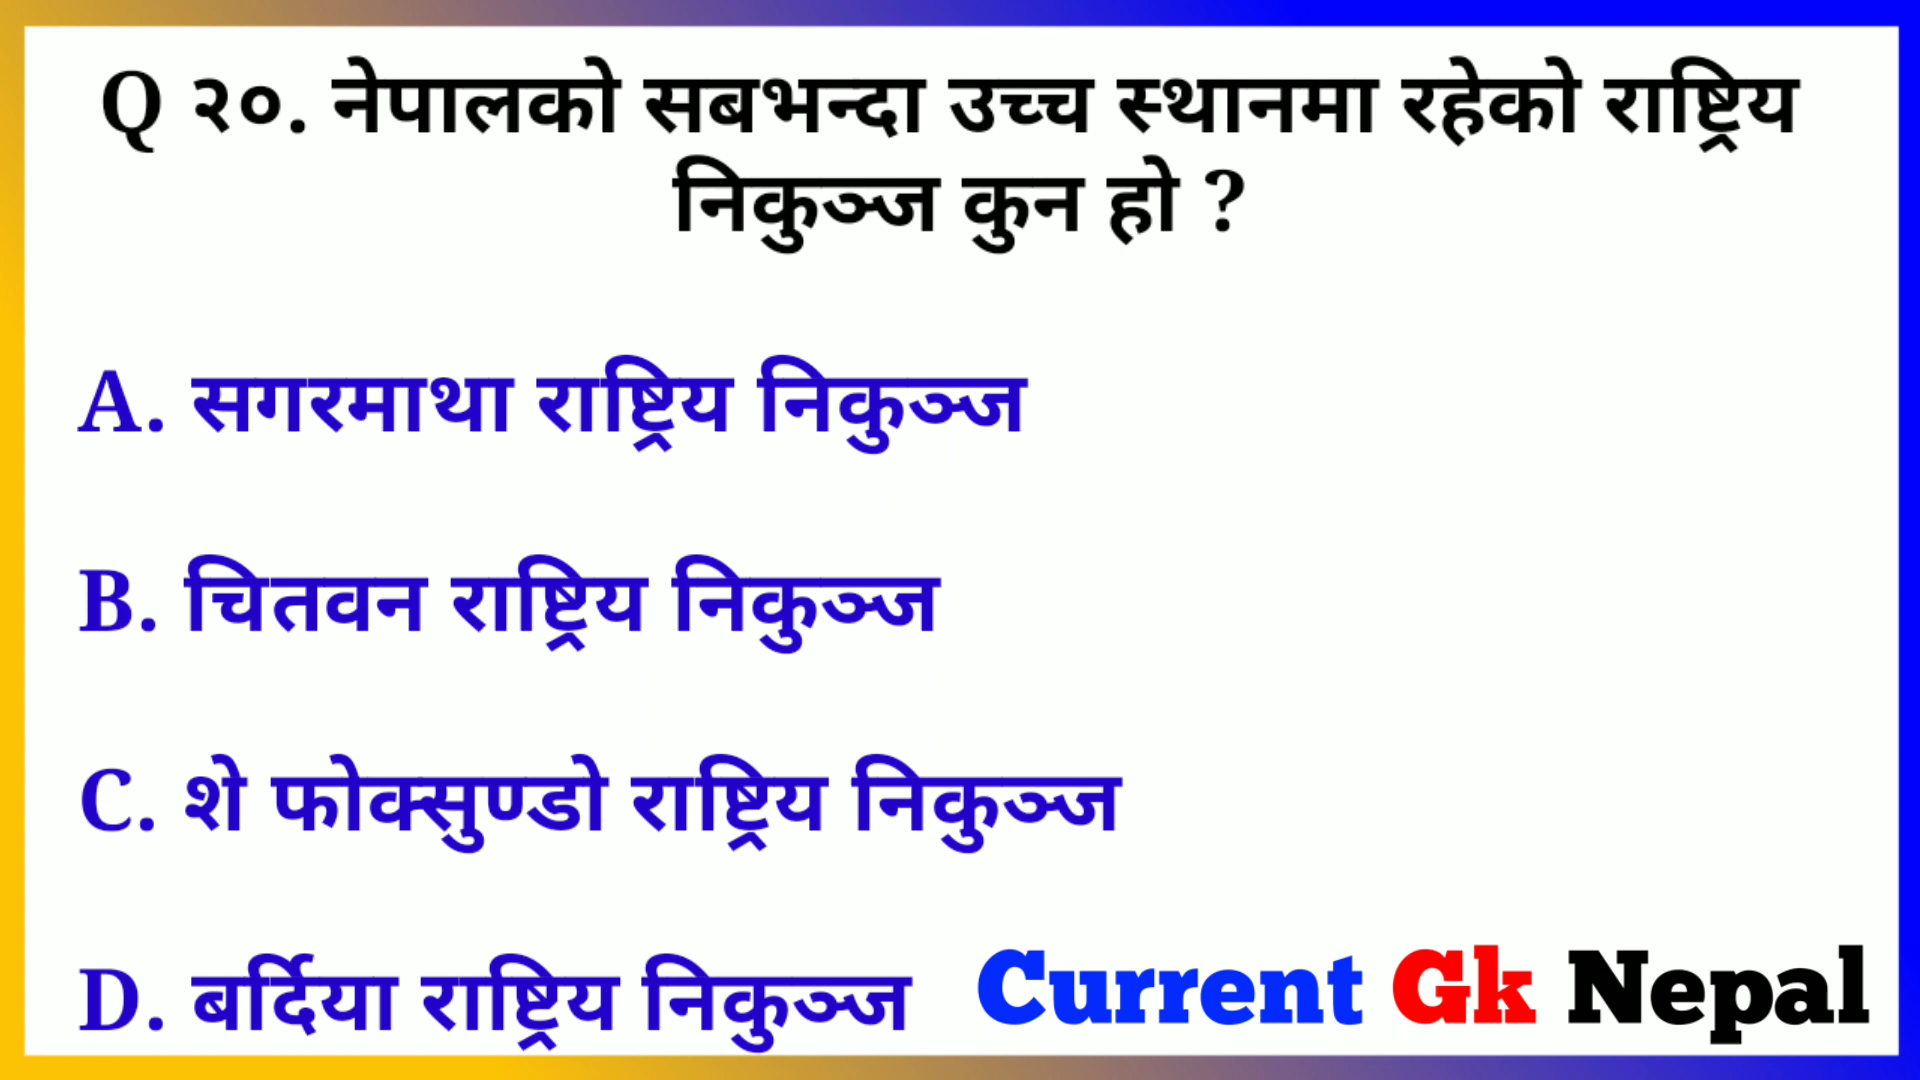 Q २०. नेपालको सबभन्दा उच्च स्थानमा रहेको राष्ट्रिय
निकुञ्ज कुन हो ?
A. सगरमाथा राष्ट्रिय निकुञ्ज
B. चितवन राष्ट्रिय निकुञ्ज
C. शे फोक्सुण्डो राष्ट्रिय निकुञ्ज
D. बर्दिया राष्ट्रिय निकुञ्ज
Current Gk Nepal